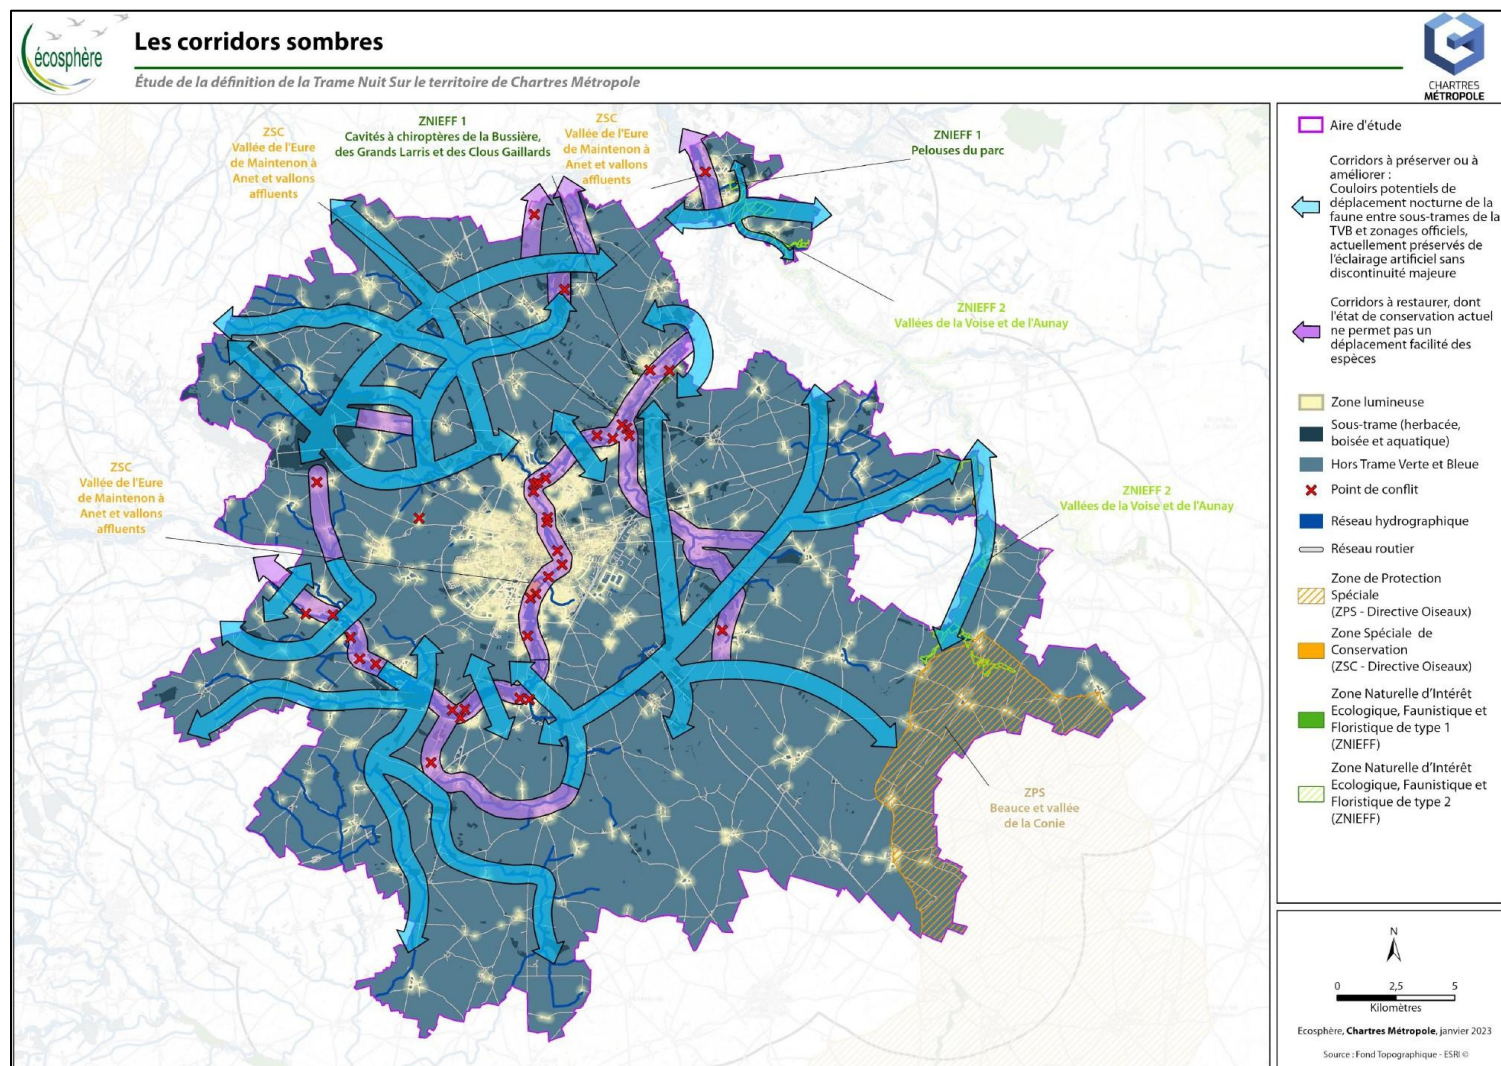 écosphère
Les corridors sombres
Étude de la définition de la Trame Nuit Sur le territoire de Chartres Métropole
CHARTRES
MÉTROPOLE
ZSC
Vallée de l'Eure
de Maintenon à
Anet et vallons
affluents
ZNIEFF 1
Cavités à chiroptères de la Bussière,
des Grands Larris et des Clous Gaillards
ZSC
Vallée de l'Eure
de Maintenon à
Anet et vallons
affluents
ZNIEFF 1
Pelouses du parc
ZNIEFF 2
Vallées de la Voise et de l'Aunay
ZSC
Vallée de l'Eure
de Maintenon à
Anet et vallons
affluents
ZNIEFF 2
Vallées de la Voise et de l'Aunay
ZPS
Beauce et vallée
de la Conie
Aire d'étude
Corridors à préserver ou à
améliorer :
Couloirs potentiels de
déplacement nocturne de la
faune entre sous-trames de la
TVB et zonages officiels,
actuellement préservés de
l'éclairage artificiel sans
discontinuité majeure
Corridors à restaurer, dont
l'état de conservation actuel
ne permet pas un
déplacement facilité des
espèces
Zone lumineuse
Sous-trame (herbacée,
boisée et aquatique)
Hors Trame Verte et Bleue
Point de conflit
Réseau hydrographique
Réseau routier
Zone de Protection
Spéciale
(ZPS - Directive Oiseaux)
Zone Spéciale de
Conservation
(ZSC - Directive Oiseaux)
Zone Naturelle d'Intérêt
Ecologique, Faunistique et
Floristique de type 1
(ZNIEFF)
Zone Naturelle d'Intérêt
Ecologique, Faunistique et
Floristique de type 2
(ZNIEFF)
N
0 2,5 5
Kilomètres
Ecosphère, Chartres Métropole, janvier 2023
Source : Fond Topographique - ESRI ©